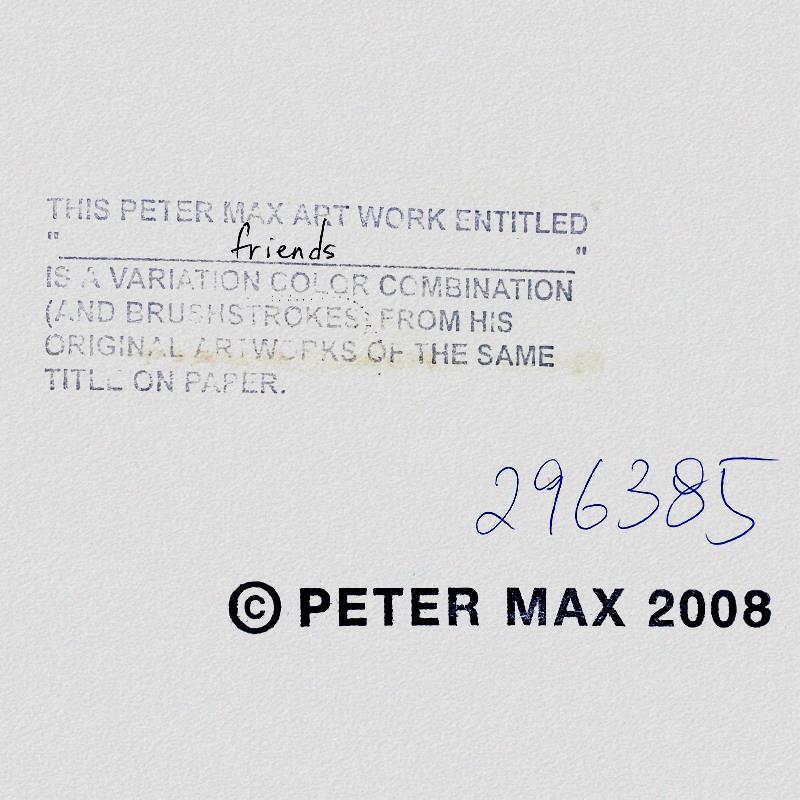 THIS PETER MAX ART WORK ENTITLED
" friends "
IS A VARIATION COLOR COMBINATION
(AND BRUSHSTROKES) FROM HIS
ORIGINAL ARTWORKS OF THE SAME
TITLE ON PAPER.
296385
© PETER MAX 2008